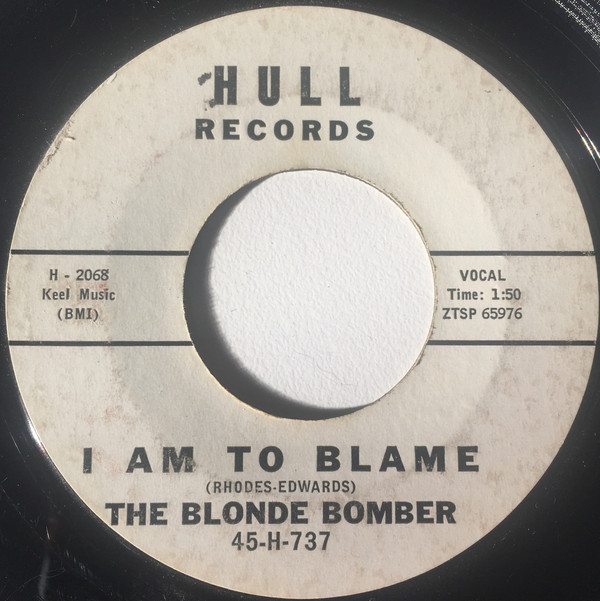 HULL
RECORDS
H - 2068
Keel Music
(BMI)
VOCAL
Time: 1:50
ZTSP 65976
I AM TO BLAME
(RHODES-EDWARDS)
THE BLONDE BOMBER
45-H-737